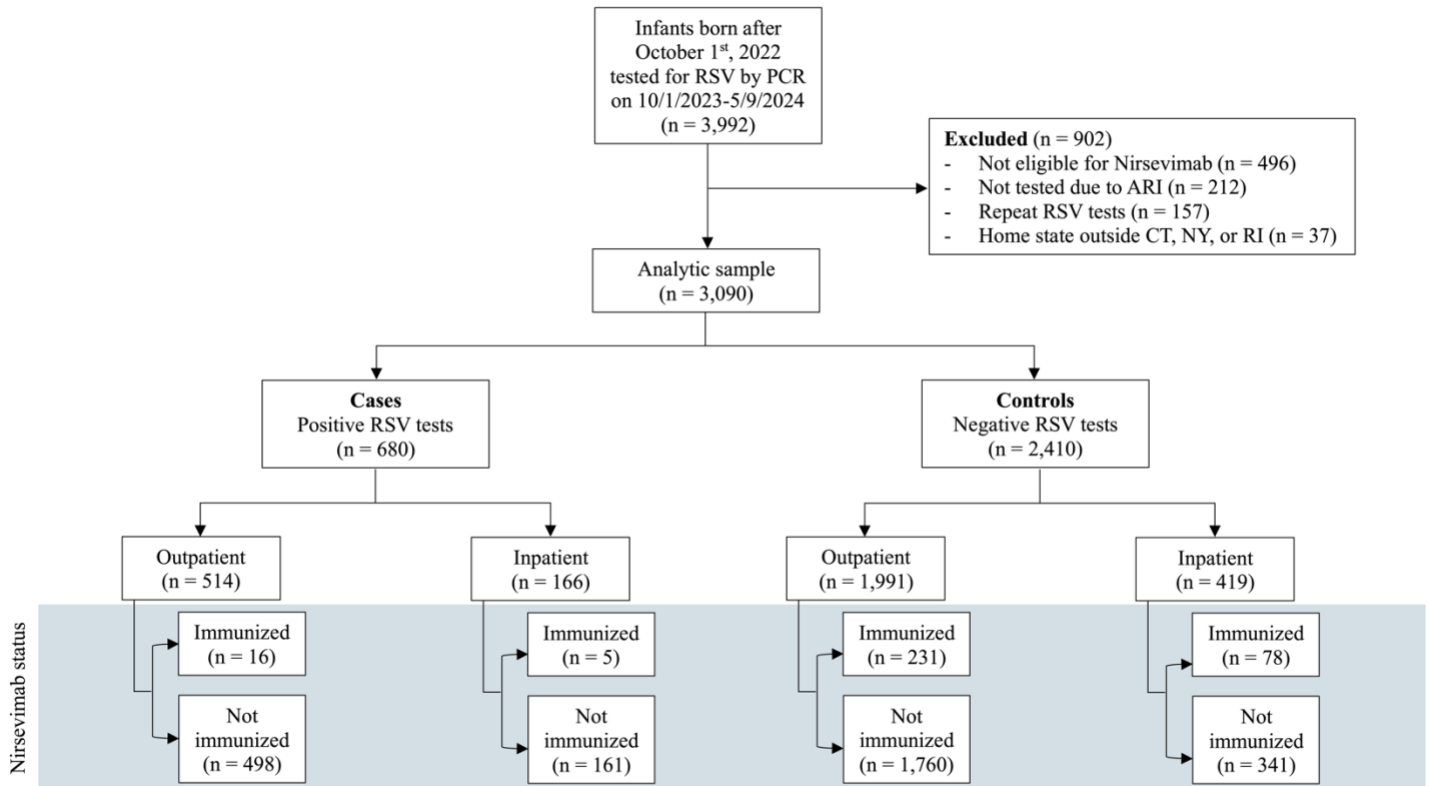 Infants born after
October 1st, 2022
tested for RSV by PCR
on 10/1/2023-5/9/2024
(n = 3,992)
Excluded (n = 902)
- Not eligible for Nirsevimab (n = 496)
- Not tested due to ARI (n = 212)
- Repeat RSV tests (n = 157)
- Home state outside CT, NY, or RI (n = 37)
Analytic sample
(n = 3,090)
Cases
Positive RSV tests
(n = 680)
Controls
Negative RSV tests
(n = 2,410)
Outpatient
(n = 514)
Inpatient
(n = 166)
Outpatient
(n = 1,991)
Inpatient
(n = 419)
Nirsevimab status
Immunized
(n = 16)
Immunized
(n = 5)
Immunized
(n = 231)
Immunized
(n = 78)
Not
immunized
(n = 498)
Not
immunized
(n = 161)
Not
immunized
(n = 1,760)
Not
immunized
(n = 341)